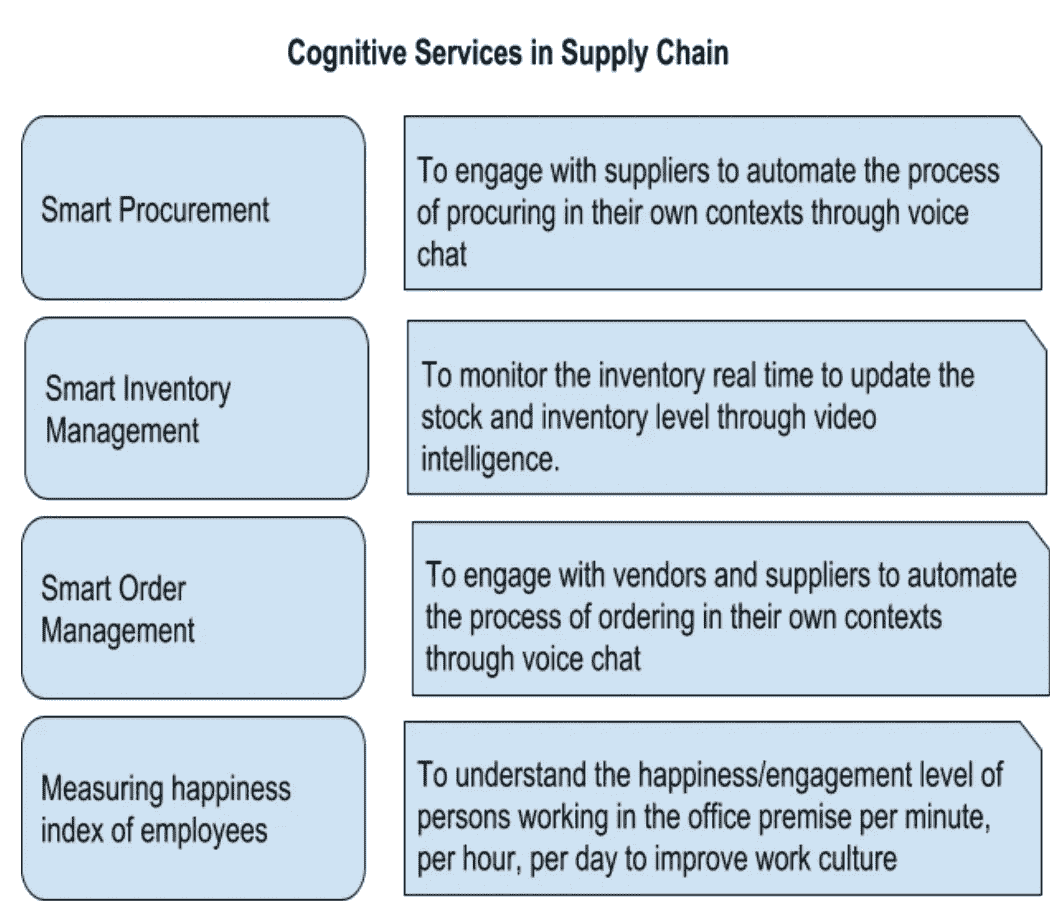 Cognitive Services in Supply Chain
Smart Procurement
To engage with suppliers to automate the process
of procuring in their own contexts through voice
chat
Smart Inventory
Management
To monitor the inventory real time to update the
stock and inventory level through video
intelligence.
Smart Order
Management
To engage with vendors and suppliers to automate
the process of ordering in their own contexts
through voice chat
Measuring happiness
index of employees
To understand the happiness/engagement level of
persons working in the office premise per minute,
per hour, per day to improve work culture